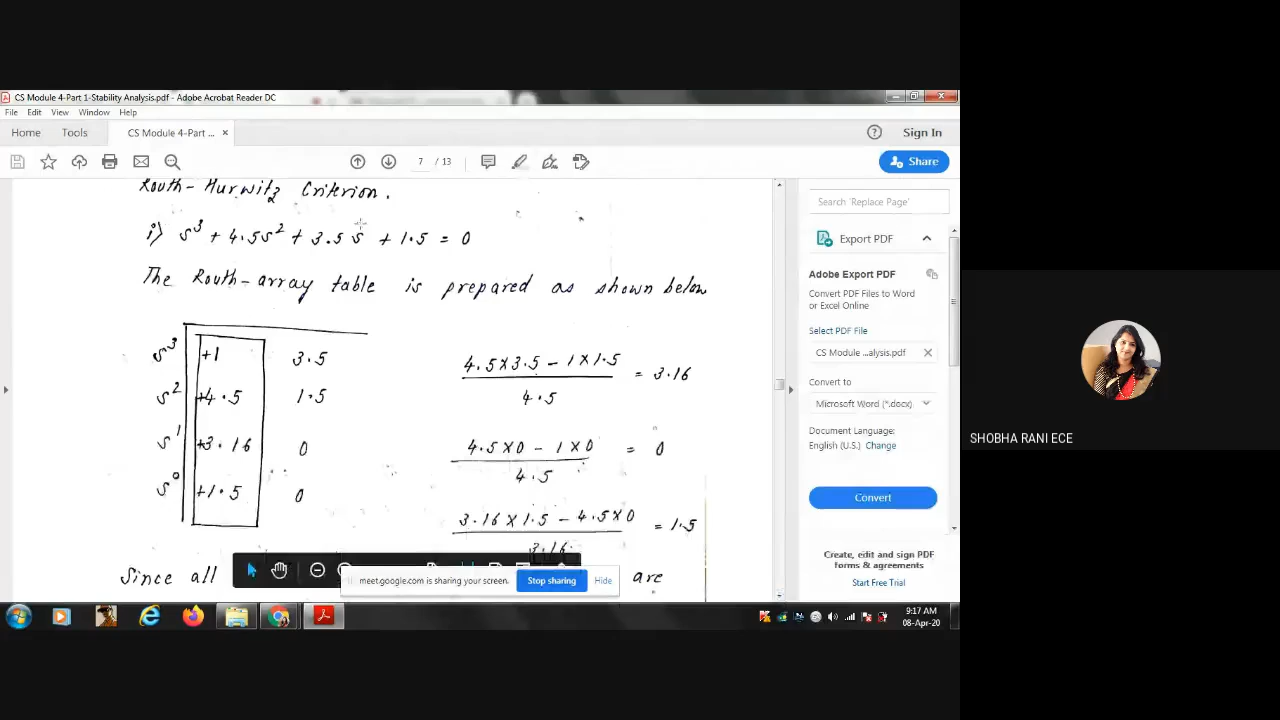 CS Module 4-Part 1-Stability Analysis.pdf - Adobe Acrobat Reader DC
File Edit View Window Help
Home Tools CS Module 4-Part ... × Sign In
7 / 13 Share
Routh-Hurwitz Criterion.
i) s³ + 4.5s² + 3.5 s + 1.5 = 0
The Routh-array table is prepared as shown below
s³ +1 3.5
s² +4.5 1.5
s¹ +3.16 0
s⁰ +1.5 0
4.5×3.5 - 1×1.5
4.5
= 3.16
4.5×0 - 1×0
4.5
= 0
3.16×1.5 - 4.5×0
3.16
= 1.5
Since all
are
meet.google.com is sharing your screen. Stop sharing Hide
Search 'Replace Page'
Export PDF
Adobe Export PDF
Convert PDF Files to Word
or Excel Online
Select PDF File
CS Module ...alysis.pdf ×
Convert to
Microsoft Word (*.docx)
Document Language:
English (U.S.) Change
Convert
Create, edit and sign PDF
forms & agreements
Start Free Trial
9:17 AM
08-Apr-20
SHOBHA RANI ECE